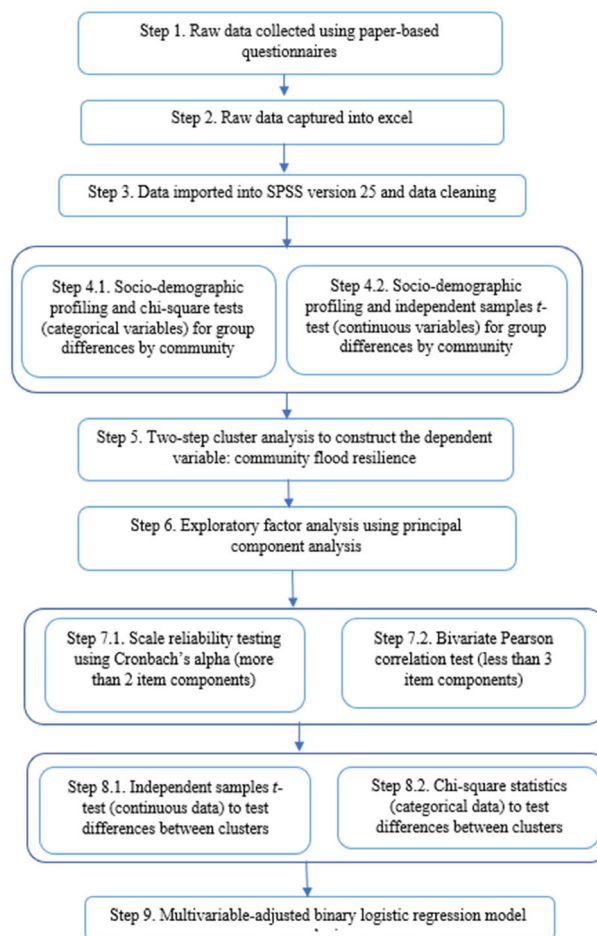 Step 1. Raw data collected using paper-based
questionnaires
Step 2. Raw data captured into excel
Step 3. Data imported into SPSS version 25 and data cleaning
Step 4.1. Socio-demographic
profiling and chi-square tests
(categorical variables) for group
differences by community
Step 4.2. Socio-demographic
profiling and independent samples t-
test (continuous variables) for group
differences by community
Step 5. Two-step cluster analysis to construct the dependent
variable: community flood resilience
Step 6. Exploratory factor analysis using principal
component analysis
Step 7.1. Scale reliability testing
using Cronbach’s alpha (more
than 2 item components)
Step 7.2. Bivariate Pearson
correlation test (less than 3
item components)
Step 8.1. Independent samples t-
test (continuous data) to test
differences between clusters
Step 8.2. Chi-square statistics
(categorical data) to test
differences between clusters
Step 9. Multivariable-adjusted binary logistic regression model